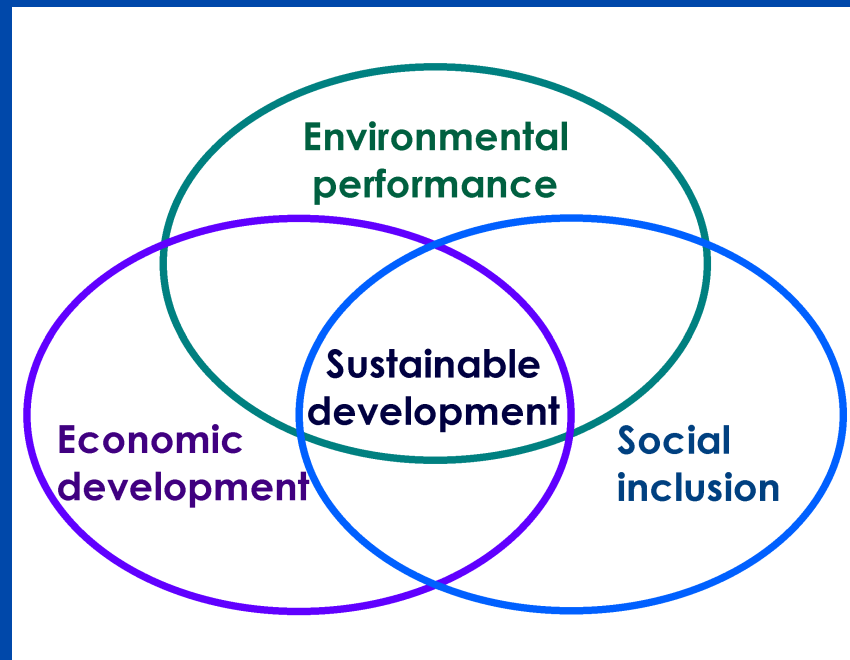 Environmental
performance
Sustainable
development
Economic
development
Social
inclusion